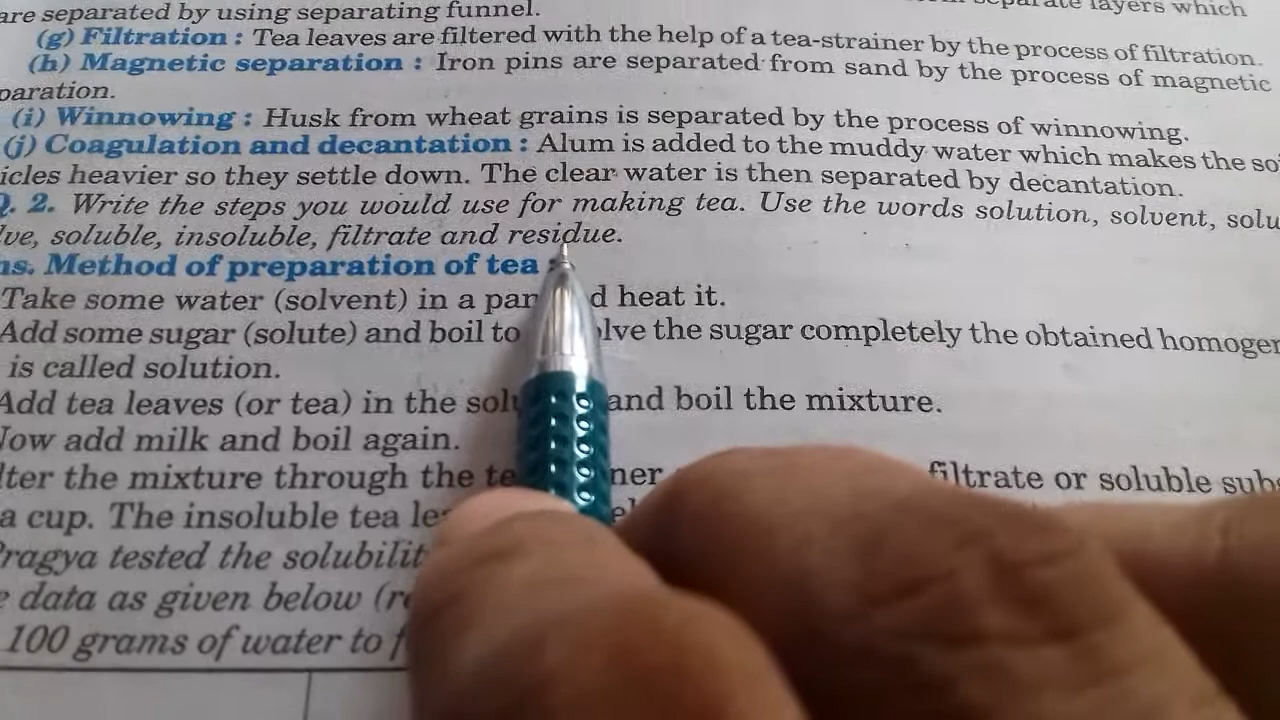 are separated by using separating funnel. separate layers which
(g) Filtration : Tea leaves are filtered with the help of a tea-strainer by the process of filtration.
(h) Magnetic separation : Iron pins are separated from sand by the process of magnetic
paration.
(i) Winnowing : Husk from wheat grains is separated by the process of winnowing.
(j) Coagulation and decantation : Alum is added to the muddy water which makes the soi
icles heavier so they settle down. The clear water is then separated by decantation.
Q. 2. Write the steps you would use for making tea. Use the words solution, solvent, solu
lve, soluble, insoluble, filtrate and residue.
ns. Method of preparation of tea :
Take some water (solvent) in a pan d heat it.
Add some sugar (solute) and boil to lve the sugar completely the obtained homogen
is called solution.
Add tea leaves (or tea) in the solu and boil the mixture.
Now add milk and boil again.
lter the mixture through the te ner filtrate or soluble subs
a cup. The insoluble tea le
Pragya tested the solubilit
e data as given below (re
100 grams of water to f